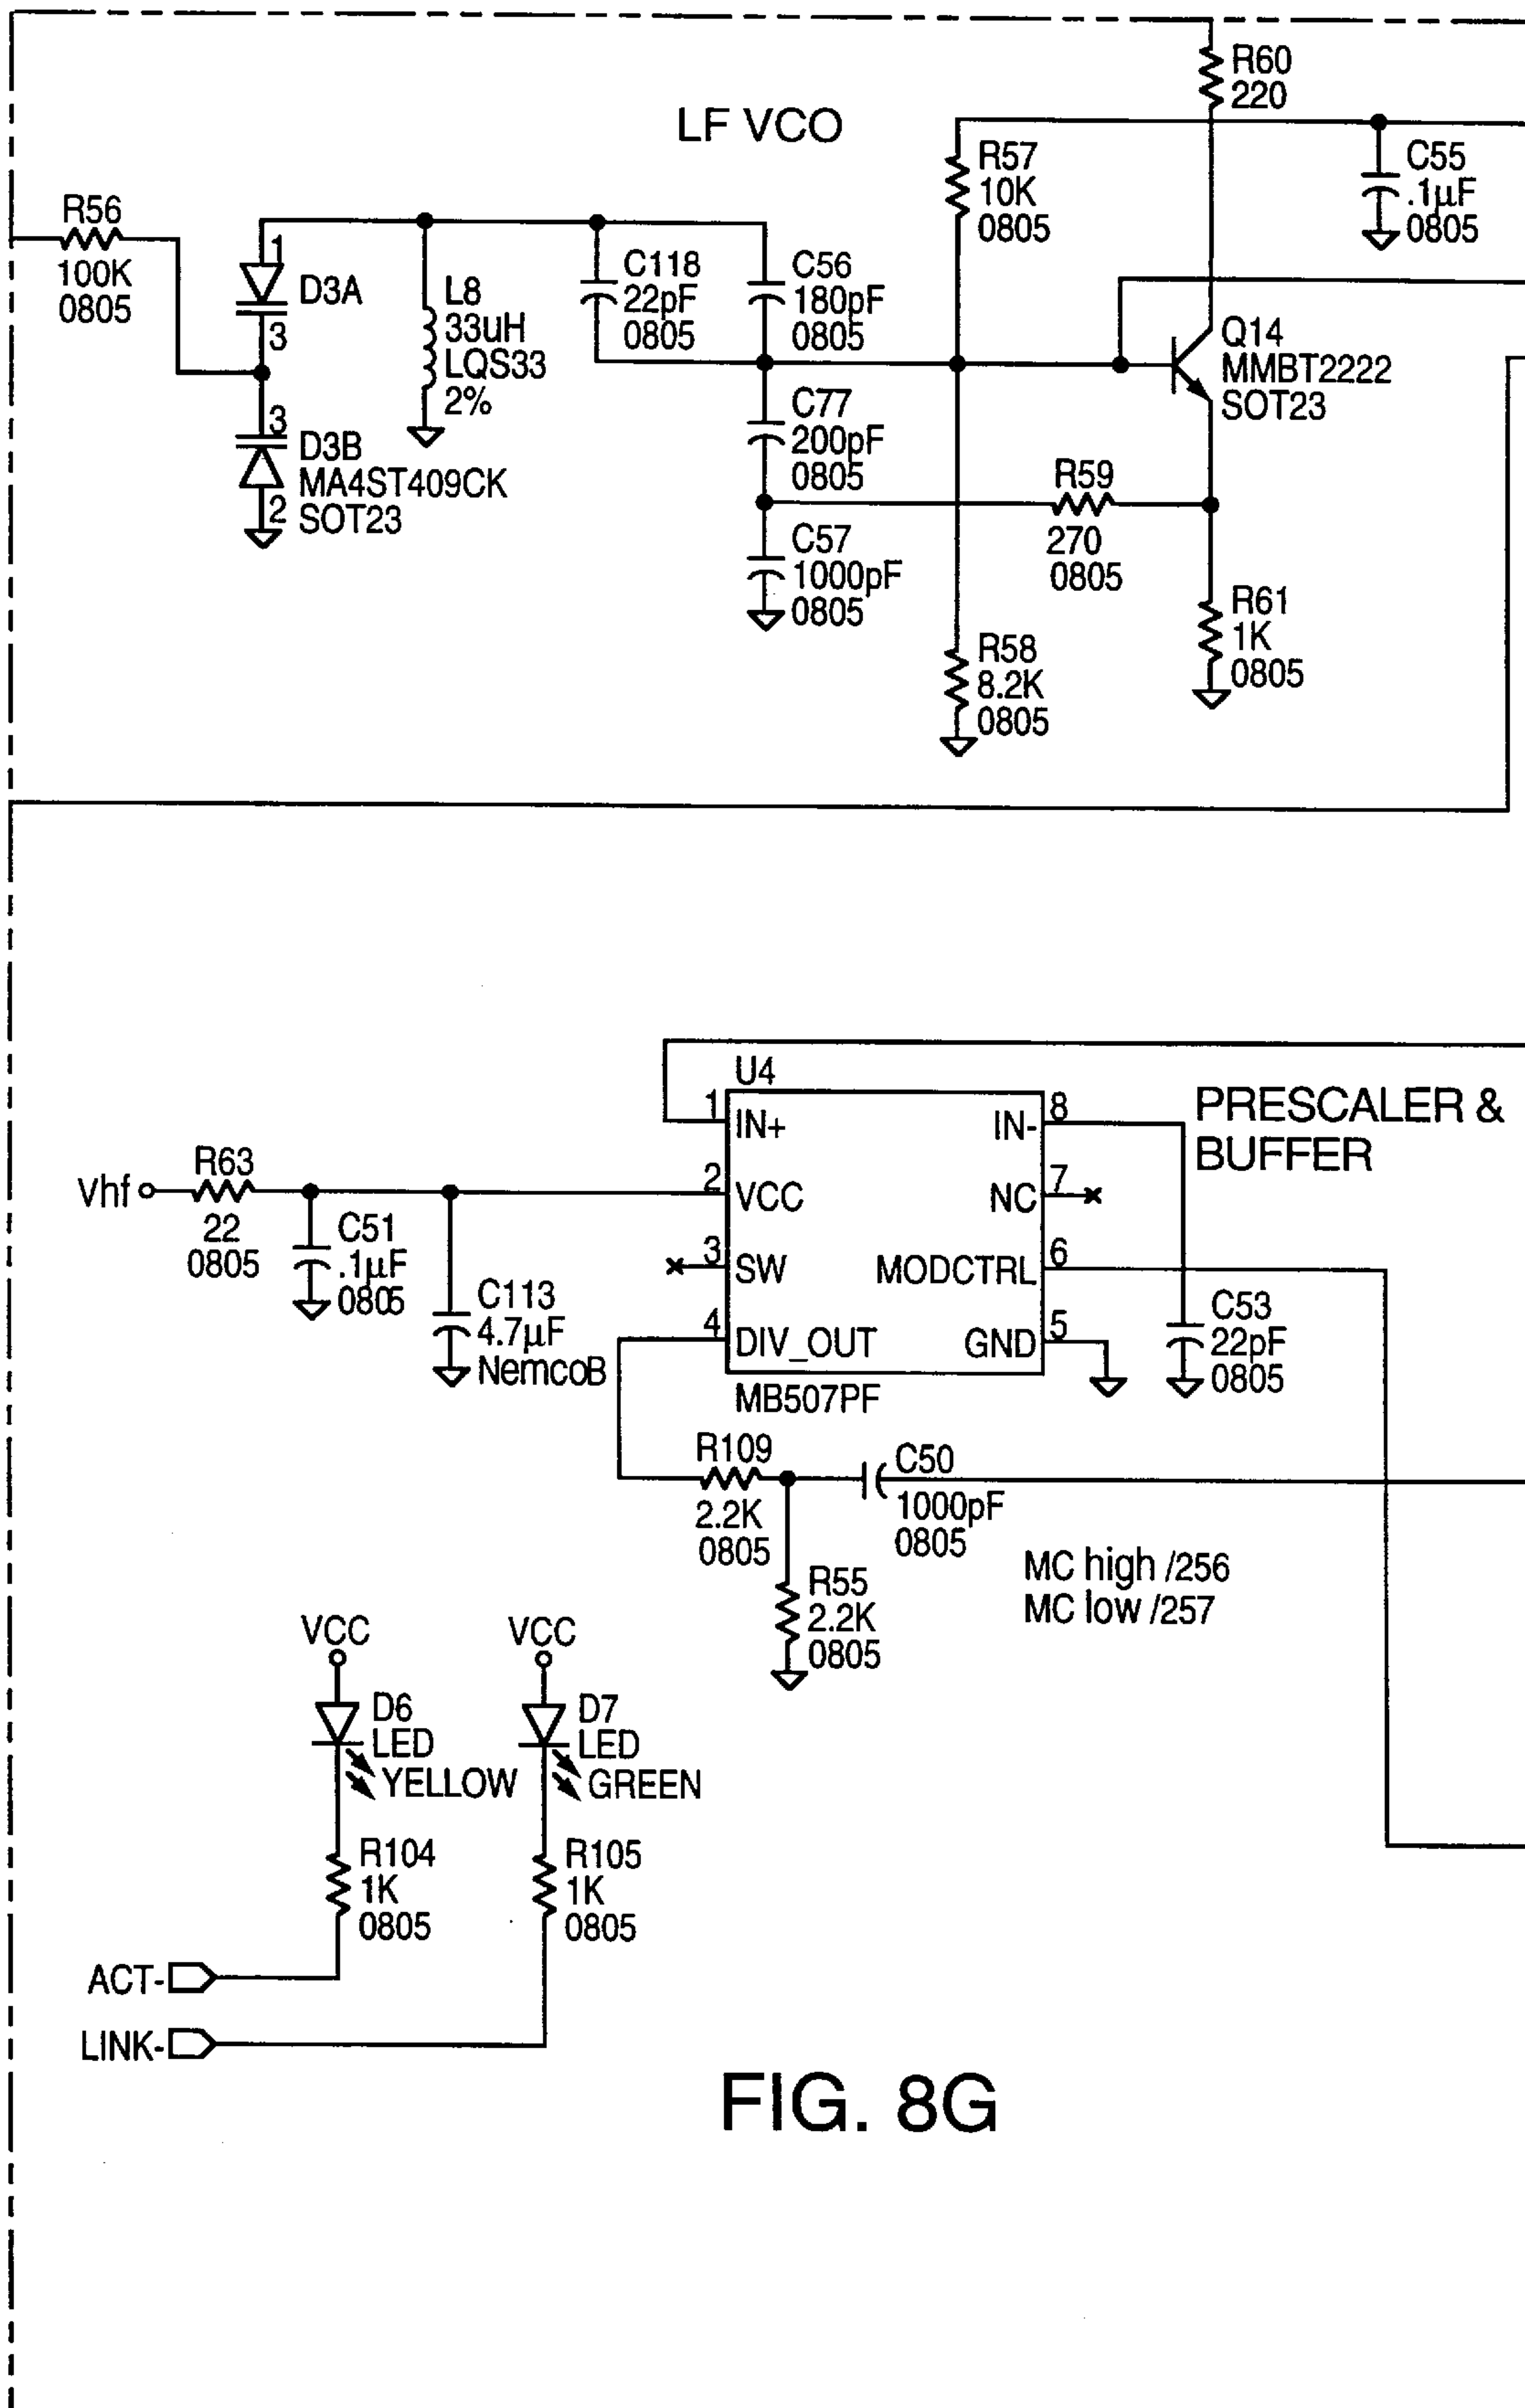 LF VCO
R60
220
R57
10K
0805
C55
.1µF
0805
R56
100K
0805
1
D3A
3
L8
33uH
LQS33
2%
C118
22pF
0805
C56
180pF
0805
Q14
MMBT2222
SOT23
3
D3B
MA4ST409CK
2
SOT23
C77
200pF
0805
R59
270
0805
C57
1000pF
0805
R61
1K
0805
R58
8.2K
0805
U4
1
IN+
IN-
8
PRESCALER &
BUFFER
Vhf
R63
22
0805
2
VCC
NC
7
C51
.1µF
0805
3
SW
MODCTRL
6
C113
4.7µF
NemcoB
4
DIV_OUT
GND
5
C53
22pF
0805
MB507PF
R109
2.2K
0805
C50
1000pF
0805
MC high /256
MC low /257
R55
2.2K
0805
VCC
VCC
D6
LED
YELLOW
D7
LED
GREEN
R104
1K
0805
R105
1K
0805
ACT-
LINK-
FIG. 8G